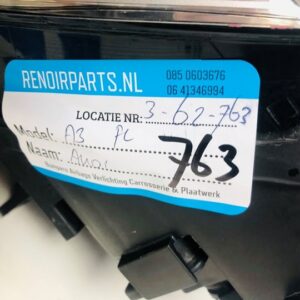 RENOIRPARTS.NL
085 0603676
06 41346994
LOCATIE NR: 3-62-763
Model: A3 PL
Naam: Audi 763
Bumpers Airbags Verlichting Carrosserie & Plaatwerk